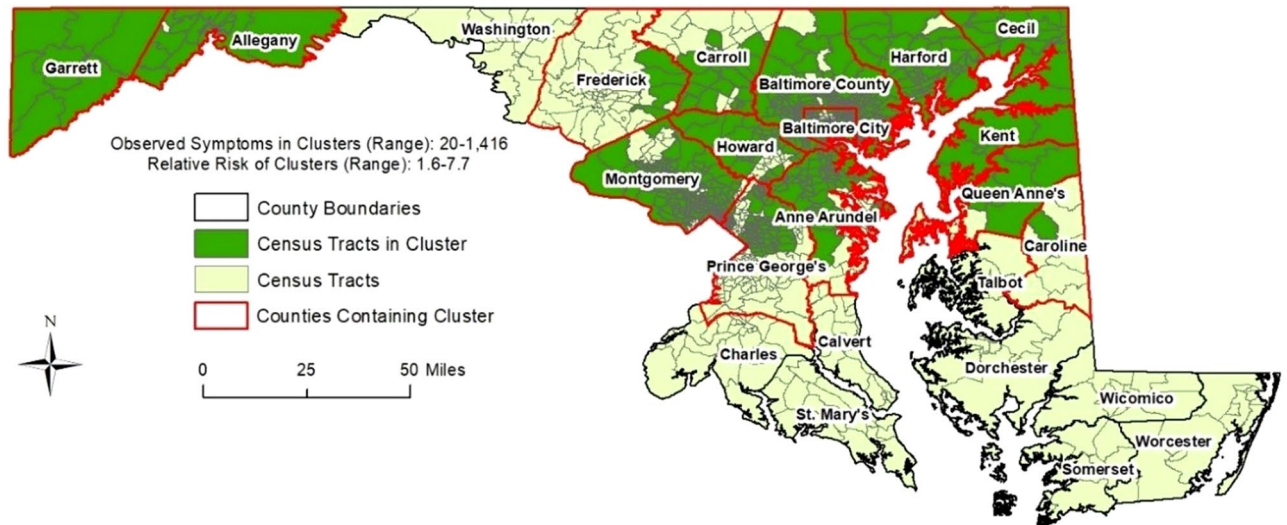 Washington
Cecil
Allegany
Carroll
Harford
Garrett
Frederick
Baltimore County
Baltimore City
Kent
Howard
Montgomery
Queen Anne's
Anne Arundel
Caroline
Prince George's
Talbot
Calvert
Charles
Dorchester
Wicomico
St. Mary's
Worcester
Somerset
Observed Symptoms in Clusters (Range): 20-1,416
Relative Risk of Clusters (Range): 1.6-7.7
County Boundaries
Census Tracts in Cluster
Census Tracts
Counties Containing Cluster
N
0 25 50 Miles